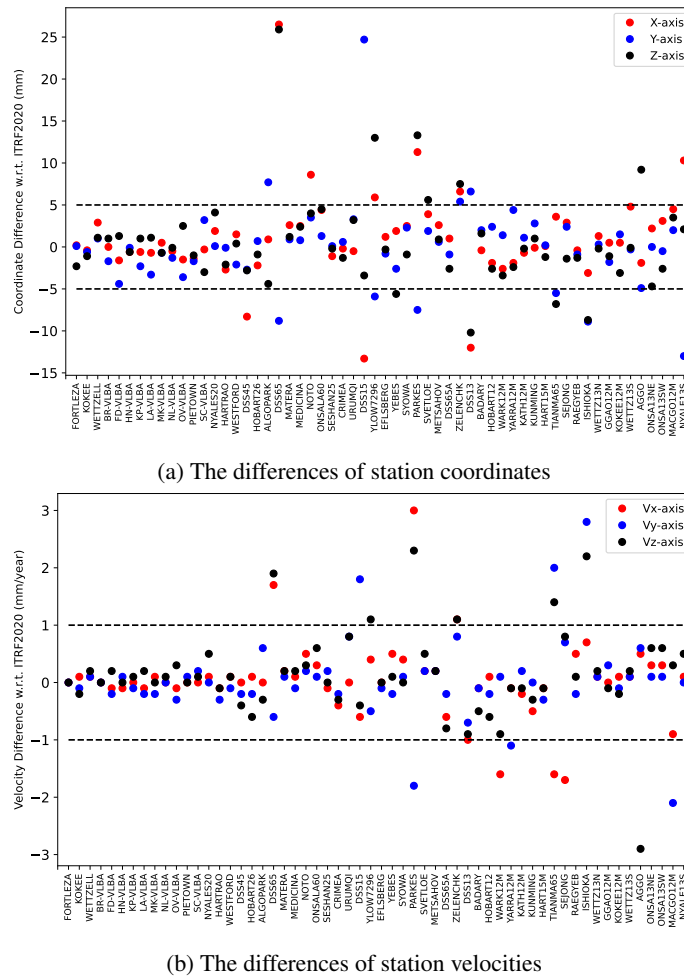 X-axis
Y-axis
Z-axis
Coordinate Difference w.r.t. ITRF2020 (mm)
25
20
15
10
5
0
−5
−10
−15
FORTLEZA
KOKEE
WETTZELL
BR-VLBA
FD-VLBA
HN-VLBA
KP-VLBA
LA-VLBA
MK-VLBA
NL-VLBA
OV-VLBA
PIETOWN
SC-VLBA
NYALES20
HARTRAO
WESTFORD
DSS45
HOBART26
ALGOPARK
DSS65
MATERA
MEDICINA
NOTO
ONSALA60
SESHAN25
CRIMEA
URUMQI
DSS15
YLOW7296
EFLSBERG
YEBES
SYOWA
PARKES
SVETLOE
METSAHOV
DSS65A
ZELENCHK
DSS13
BADARY
HOBART12
WARK12M
YARRA12M
KATH12M
KUNMING
HART15M
TIANMA65
SEJONG
RAEGYEB
ISHIOKA
WETTZ13N
GGAO12M
KOKEE12M
WETTZ13S
AGGO
ONSA13NE
ONSA13SW
MACGO12M
NYALE13S
(a) The differences of station coordinates
Vx-axis
Vy-axis
Vz-axis
Velocity Difference w.r.t. ITRF2020 (mm/year)
3
2
1
0
−1
−2
−3
FORTLEZA
KOKEE
WETTZELL
BR-VLBA
FD-VLBA
HN-VLBA
KP-VLBA
LA-VLBA
MK-VLBA
NL-VLBA
OV-VLBA
PIETOWN
SC-VLBA
NYALES20
HARTRAO
WESTFORD
DSS45
HOBART26
ALGOPARK
DSS65
MATERA
MEDICINA
NOTO
ONSALA60
SESHAN25
CRIMEA
URUMQI
DSS15
YLOW7296
EFLSBERG
YEBES
SYOWA
PARKES
SVETLOE
METSAHOV
DSS65A
ZELENCHK
DSS13
BADARY
HOBART12
WARK12M
YARRA12M
KATH12M
KUNMING
HART15M
TIANMA65
SEJONG
RAEGYEB
ISHIOKA
WETTZ13N
GGAO12M
KOKEE12M
WETTZ13S
AGGO
ONSA13NE
ONSA13SW
MACGO12M
NYALE13S
(b) The differences of station velocities